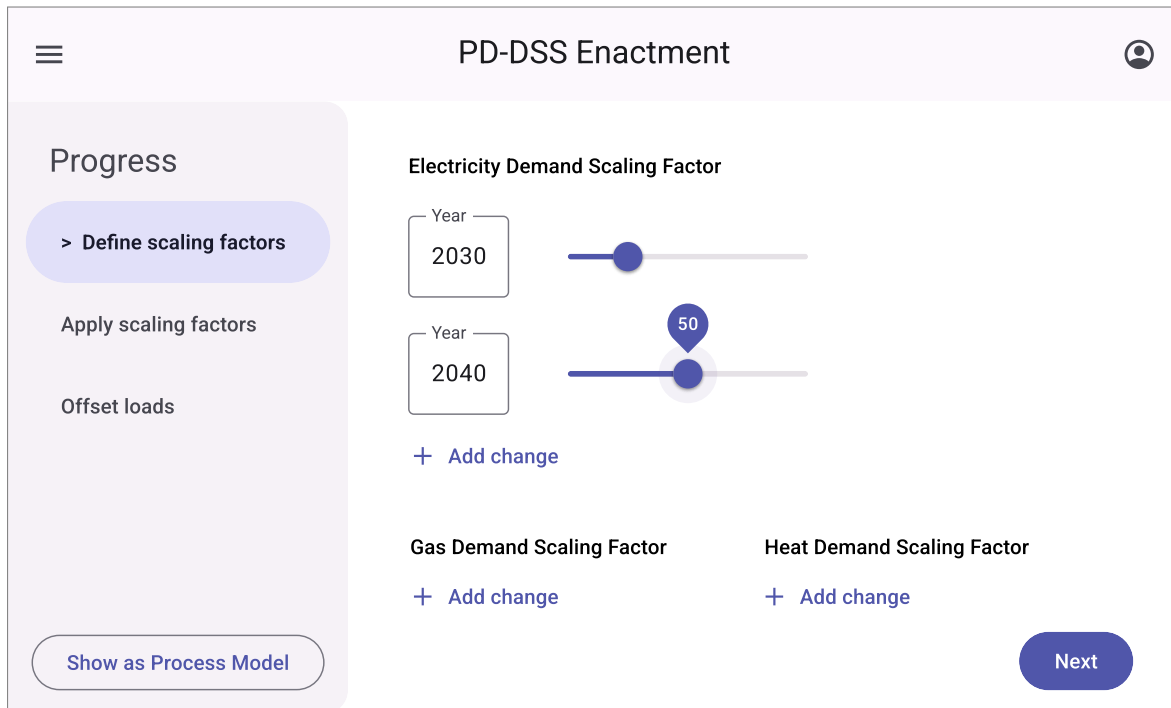 PD-DSS Enactment
Progress
> Define scaling factors
Apply scaling factors
Offset loads
Show as Process Model
Electricity Demand Scaling Factor
Year
2030
Year
2040
50
+ Add change
Gas Demand Scaling Factor
+ Add change
Heat Demand Scaling Factor
+ Add change
Next